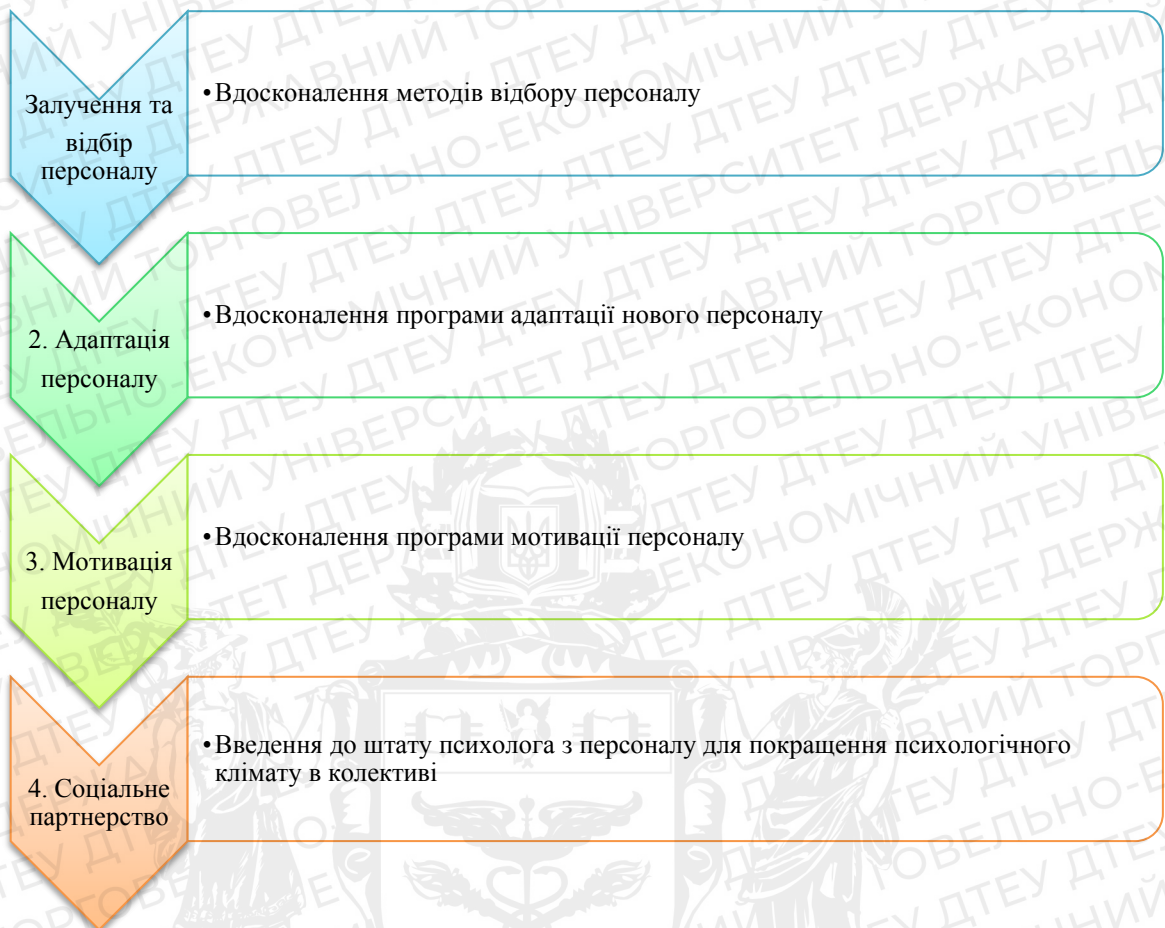 Залучення та
відбір
персоналу
•Вдосконалення методів відбору персоналу
2. Адаптація
персоналу
•Вдосконалення програми адаптації нового персоналу
3. Мотивація
персоналу
•Вдосконалення програми мотивації персоналу
4. Соціальне
партнерство
•Введення до штату психолога з персоналу для покращення психологічного
клімату в колективі